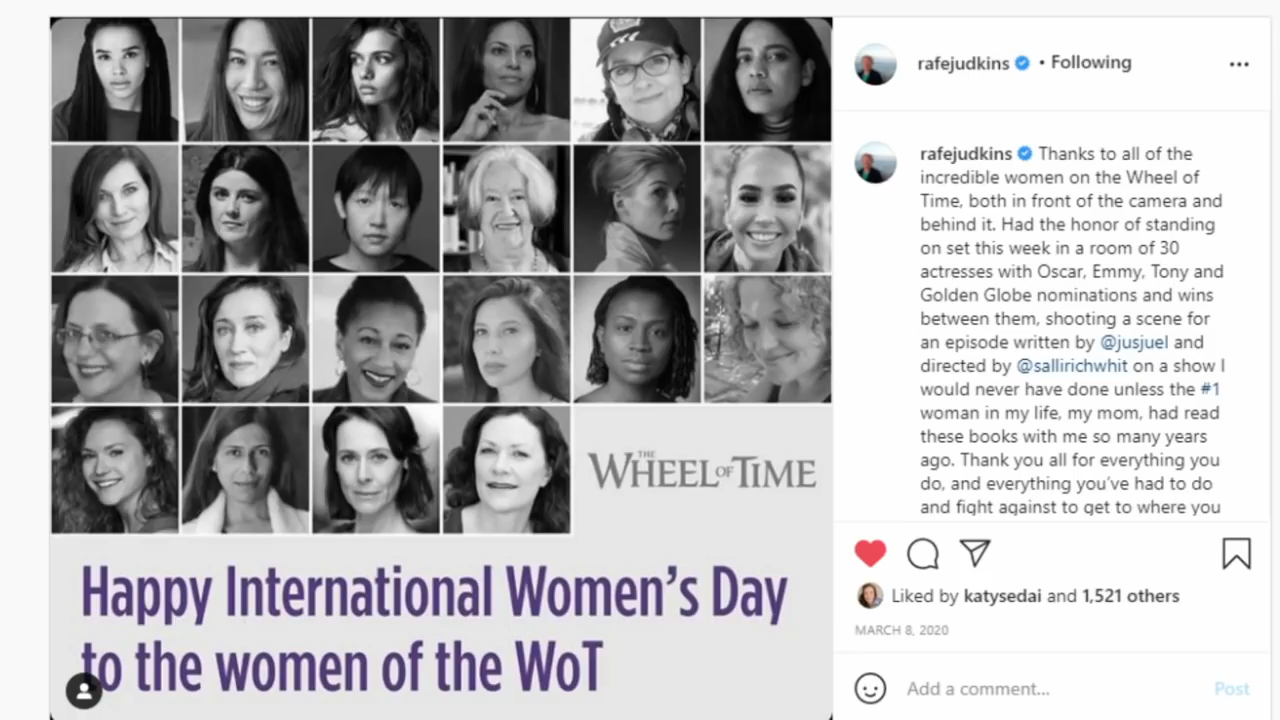 THE
WHEEL OF TIME
Happy International Women's Day
to the women of the WoT
rafejudkins • Following
rafejudkins Thanks to all of the
incredible women on the Wheel of
Time, both in front of the camera and
behind it. Had the honor of standing
on set this week in a room of 30
actresses with Oscar, Emmy, Tony and
Golden Globe nominations and wins
between them, shooting a scene for
an episode written by @jusjuel and
directed by @sallirichwhit on a show I
would never have done unless the #1
woman in my life, my mom, had read
these books with me so many years
ago. Thank you all for everything you
do, and everything you've had to do
and fight against to get to where you
Liked by katysedai and 1,521 others
MARCH 8, 2020
Add a comment...
Post